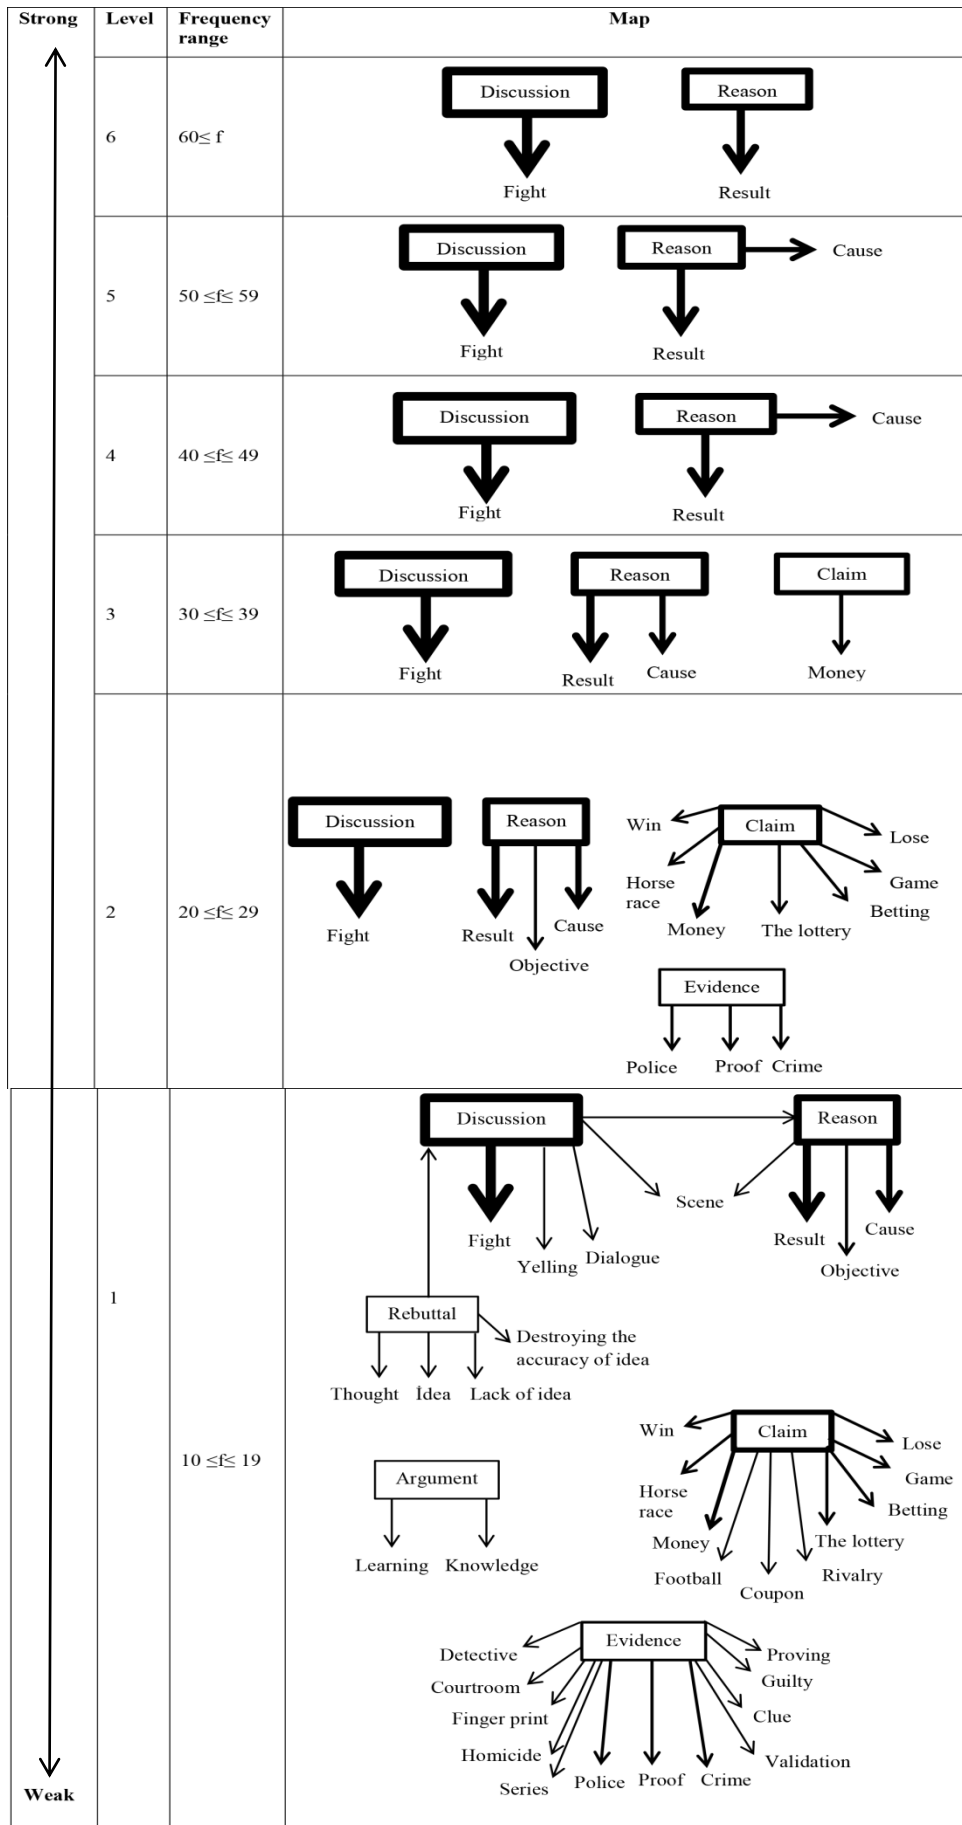 Strong Level Frequency range Map
6 60≤ f
Discussion Reason
Fight Result
5 50 ≤f≤ 59
Discussion Reason Cause
Fight Result
4 40 ≤f≤ 49
Discussion Reason Cause
Fight Result
3 30 ≤f≤ 39
Discussion Reason Claim
Fight Result Cause Money
2 20 ≤f≤ 29
Discussion Reason Win Claim Lose
Horse race Game
Betting
Fight Result Cause Money The lottery
Objective
Evidence
Police Proof Crime
1 10 ≤f≤ 19
Discussion Reason
Scene
Fight Yelling Dialogue Result Cause
Objective
Rebuttal
Destroying the
accuracy of idea
Thought İdea Lack of idea
Win Claim Lose
Argument Horse race Game
Betting
Learning Knowledge Money The lottery
Football Coupon Rivalry
Detective Evidence Proving
Courtroom Guilty
Finger print Clue
Homicide Validation
Series Police Proof Crime
Weak